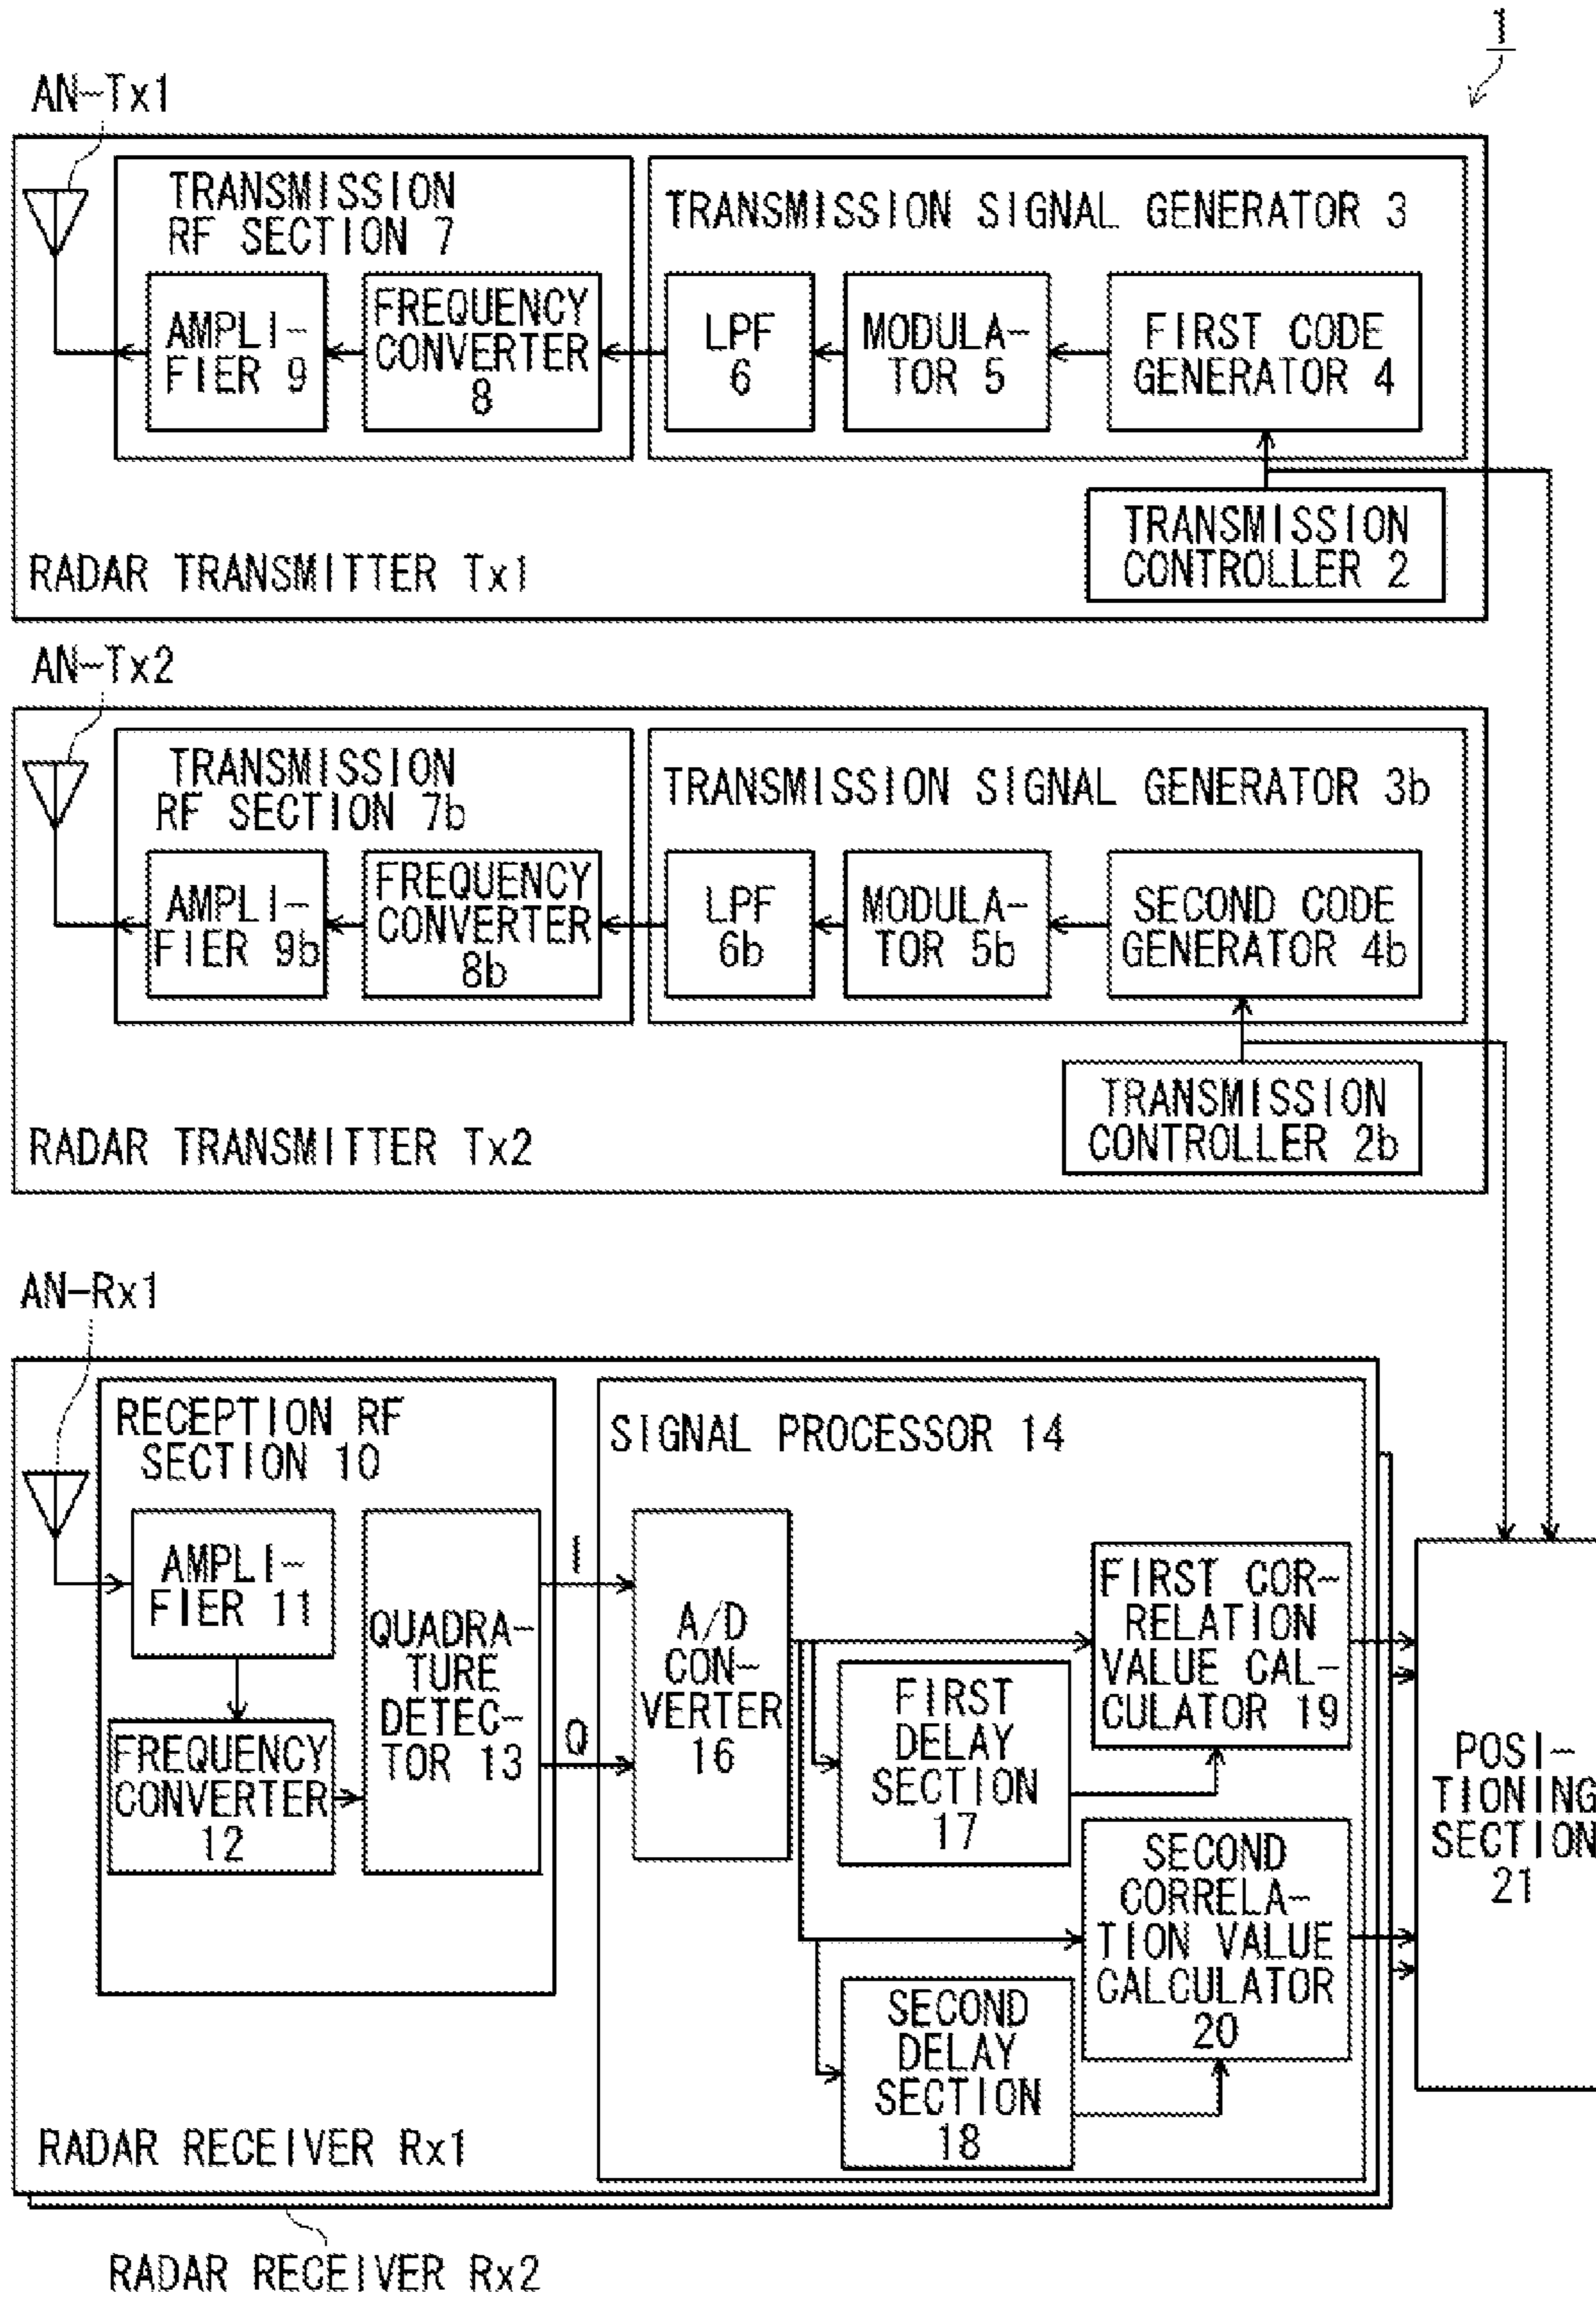 1
AN-Tx1
TRANSMISSION
RF SECTION 7
TRANSMISSION SIGNAL GENERATOR 3
AMPLI-
FIER 9
FREQUENCY
CONVERTER
8
LPF
6
MODULA-
TOR 5
FIRST CODE
GENERATOR 4
TRANSMISSION
CONTROLLER 2
RADAR TRANSMITTER Tx1
AN-Tx2
TRANSMISSION
RF SECTION 7b
TRANSMISSION SIGNAL GENERATOR 3b
AMPLI-
FIER 9b
FREQUENCY
CONVERTER
8b
LPF
6b
MODULA-
TOR 5b
SECOND CODE
GENERATOR 4b
TRANSMISSION
CONTROLLER 2b
RADAR TRANSMITTER Tx2
AN-Rx1
RECEPTION RF
SECTION 10
SIGNAL PROCESSOR 14
AMPLI-
FIER 11
FREQUENCY
CONVERTER
12
QUADRA-
TURE
DETEC-
TOR 13
I
Q
A/D
CON-
VERTER
16
FIRST
DELAY
SECTION
17
FIRST COR-
RELATION
VALUE CAL-
CULATOR 19
SECOND
DELAY
SECTION
18
SECOND
CORRELA-
TION VALUE
CALCULATOR
20
POSI-
TIONING
SECTION
21
RADAR RECEIVER Rx1
RADAR RECEIVER Rx2